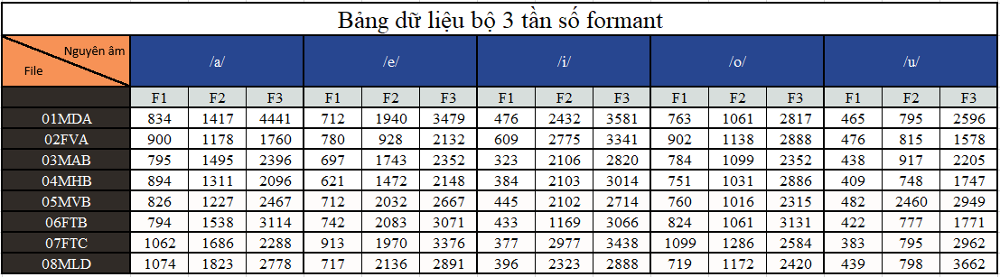 Bảng dữ liệu bộ 3 tần số formant
Nguyên âm
File
/a/ /e/ /i/ /o/ /u/
F1 F2 F3 F1 F2 F3 F1 F2 F3 F1 F2 F3 F1 F2 F3
01MDA 834 1417 4441 712 1940 3479 476 2432 3581 763 1061 2817 465 795 2596
02FVA 900 1178 1760 780 928 2132 609 2775 3341 902 1138 2888 476 815 1578
03MAB 795 1495 2396 697 1743 2352 323 2106 2820 784 1099 2352 438 917 2205
04MHB 894 1311 2096 621 1472 2148 384 2103 3014 751 1031 2886 409 748 1747
05MVB 826 1227 2467 712 2032 2667 445 2102 2714 760 1016 2315 482 2460 2949
06FTB 794 1538 3114 742 2083 3071 433 1169 3066 824 1061 3131 422 777 1771
07FTC 1062 1686 2288 913 1970 3376 377 2977 3438 1099 1286 2584 383 795 2962
08MLD 1074 1823 2778 717 2136 2891 396 2323 2888 719 1172 2420 439 798 3662